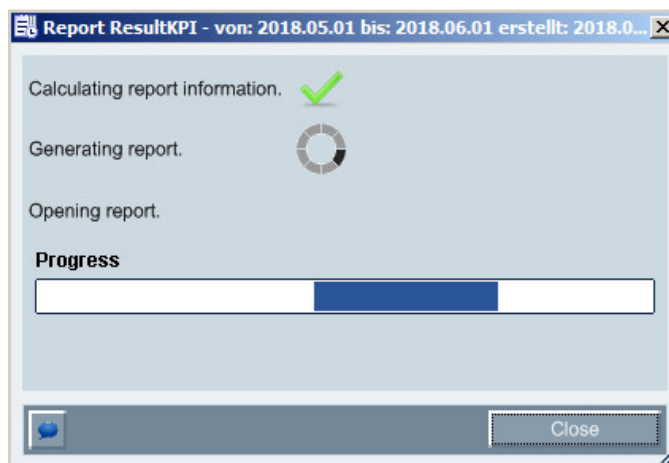 Report ResultKPI - von: 2018.05.01 bis: 2018.06.01 erstellt: 2018.0...
Calculating report information.
Generating report.
Opening report.
Progress
Close